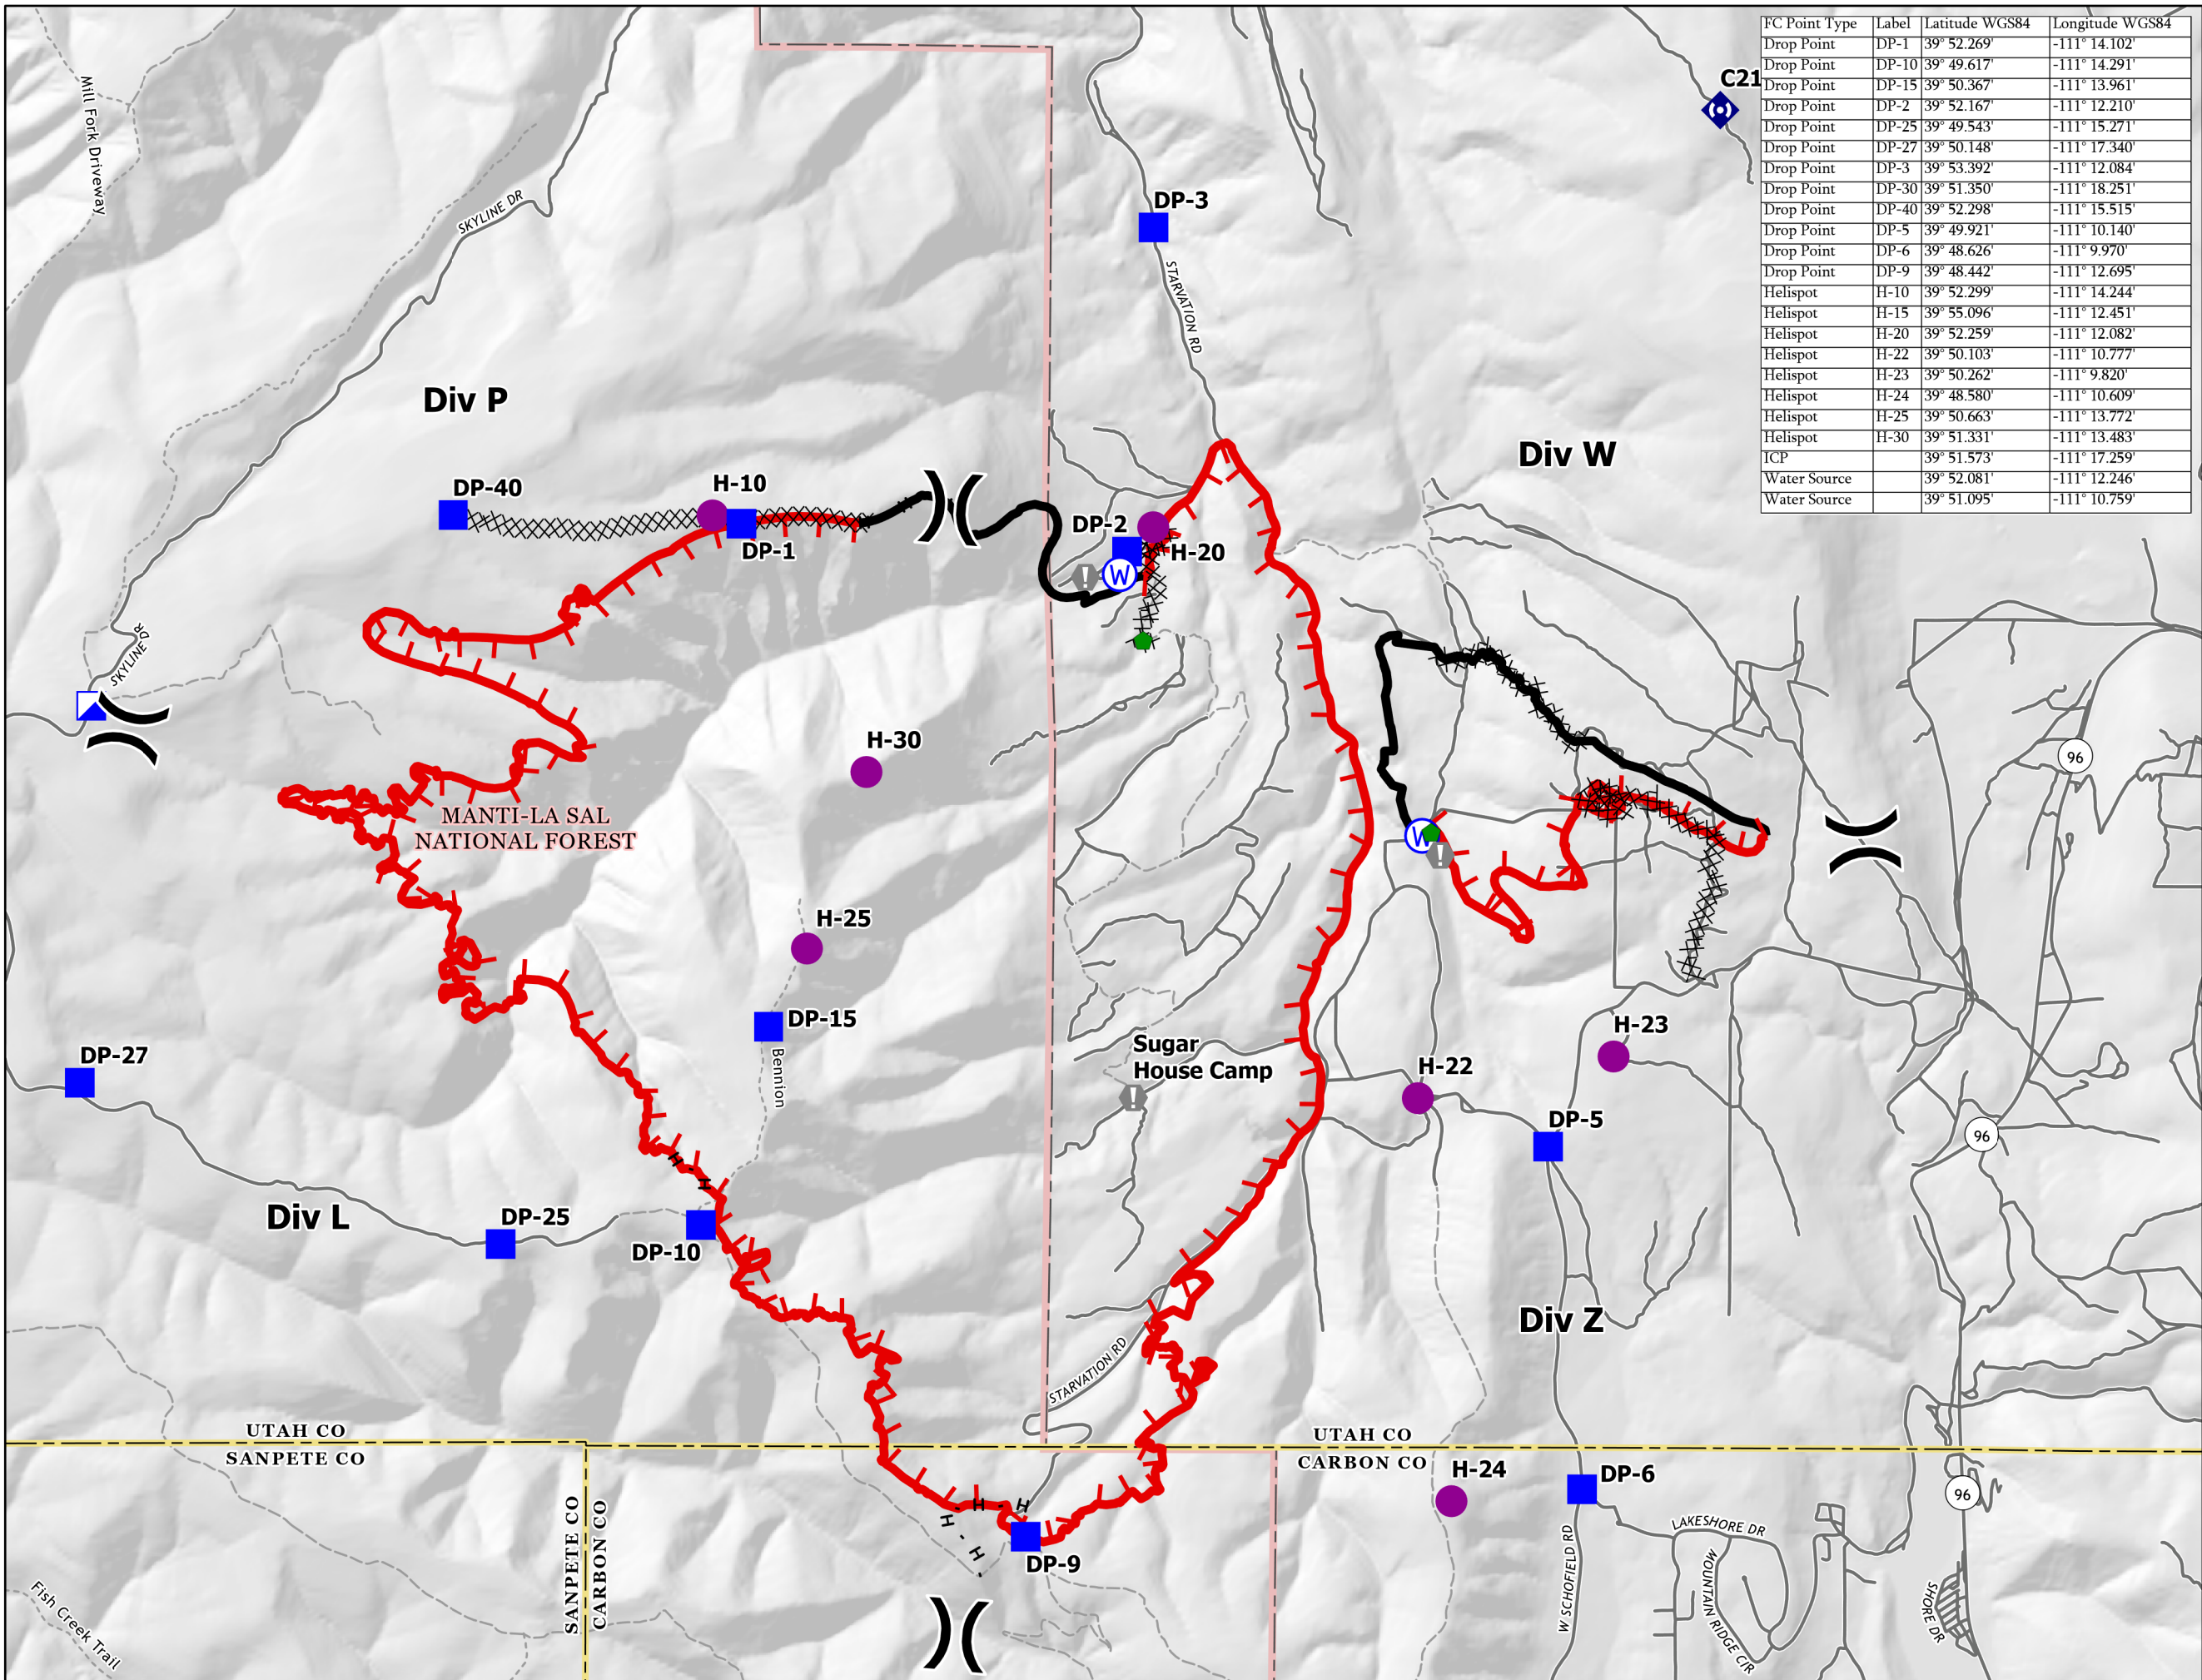 FC Point Type Label Latitude WGS84 Longitude WGS84
Drop Point DP-1 39° 52.269' -111° 14.102'
Drop Point DP-10 39° 49.617' -111° 14.291'
Drop Point DP-15 39° 50.367' -111° 13.961'
Drop Point DP-2 39° 52.167' -111° 12.210'
Drop Point DP-25 39° 49.543' -111° 15.271'
Drop Point DP-27 39° 50.148' -111° 17.340'
Drop Point DP-3 39° 53.392' -111° 12.084'
Drop Point DP-30 39° 51.350' -111° 18.251'
Drop Point DP-40 39° 52.298' -111° 15.515'
Drop Point DP-5 39° 49.921' -111° 10.140'
Drop Point DP-6 39° 48.626' -111° 9.970'
Drop Point DP-9 39° 48.442' -111° 12.695'
Helispot H-10 39° 52.299' -111° 14.244'
Helispot H-15 39° 55.096' -111° 12.451'
Helispot H-20 39° 52.259' -111° 12.082'
Helispot H-22 39° 50.103' -111° 10.777'
Helispot H-23 39° 50.262' -111° 9.820'
Helispot H-24 39° 48.580' -111° 10.609'
Helispot H-25 39° 50.663' -111° 13.772'
Helispot H-30 39° 51.331' -111° 13.483'
ICP 39° 51.573' -111° 17.259'
Water Source 39° 52.081' -111° 12.246'
Water Source 39° 51.095' -111° 10.759'
C21
Mill Fork Driveway
SKYLINE DR
DP-3
STARVATION RD
Div P
Div W
DP-40
H-10
DP-1
DP-2
H-20
!
W
SKYLINE DR
H-30
96
MANTI-LA SAL
NATIONAL FOREST
W
!
H-25
DP-15
Bennion
H-23
Sugar
House Camp
!
DP-27
H-22
DP-5
96
H
H
Div L
DP-25
DP-10
Div Z
STARVATION RD
UTAH CO
SANPETE CO
UTAH CO
CARBON CO
H-24
DP-6
96
SANPETE CO
CARBON CO
H - H
H - H -
DP-9
W SCHOFIELD RD
LAKESHORE DR
MOUNTAIN RIDGE CIR
SHORE DR
Fish Creek Trail